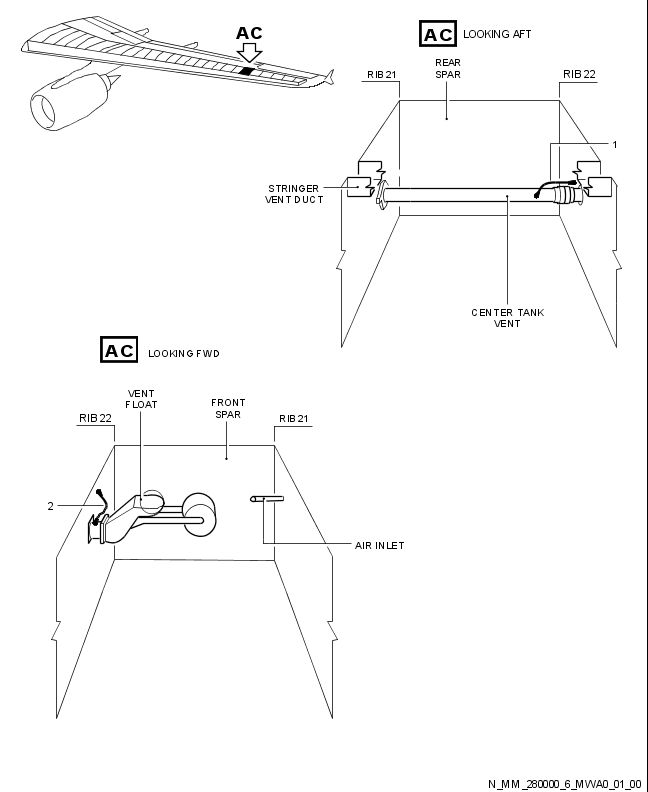 AC
AC LOOKING AFT
REAR
SPAR
RIB 21
RIB 22
1
STRINGER
VENT DUCT
CENTER TANK
VENT
AC LOOKING FWD
VENT
FLOAT
FRONT
SPAR
RIB 22
RIB 21
2
AIR INLET
N_MM_280000_6_MWA0_01_00